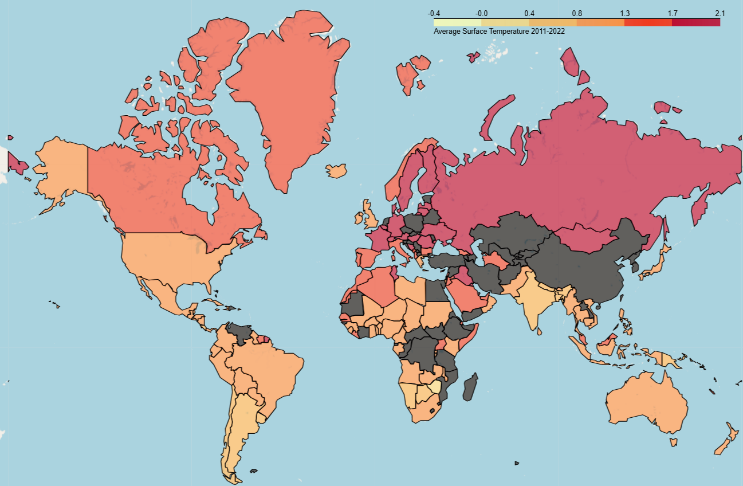 -0.4 -0.0 0.4 0.8 1.3 1.7 2.1
Average Surface Temperature 2011-2022